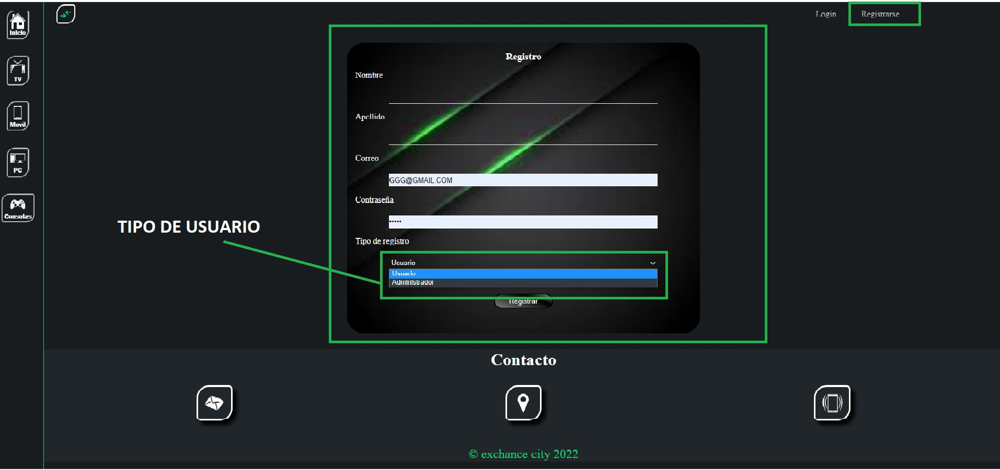 Inicio
TV
Movil
PC
Consolas
Login
Registrarse
Registro
Nombre
Apellido
Correo
GGG@GMAIL.COM
Contraseña
•••••
TIPO DE USUARIO
Tipo de registro
Usuario
Usuario
Administrador
Registrar
Contacto
© exchance city 2022